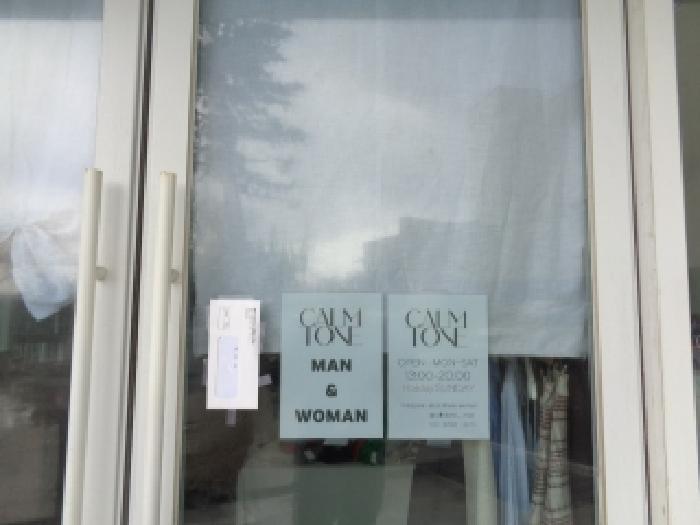 CALM
TONE
MAN
&
WOMAN
CALM
TONE
OPEN - MON-SAT
13:00-20:00
Holiday SUNDAY